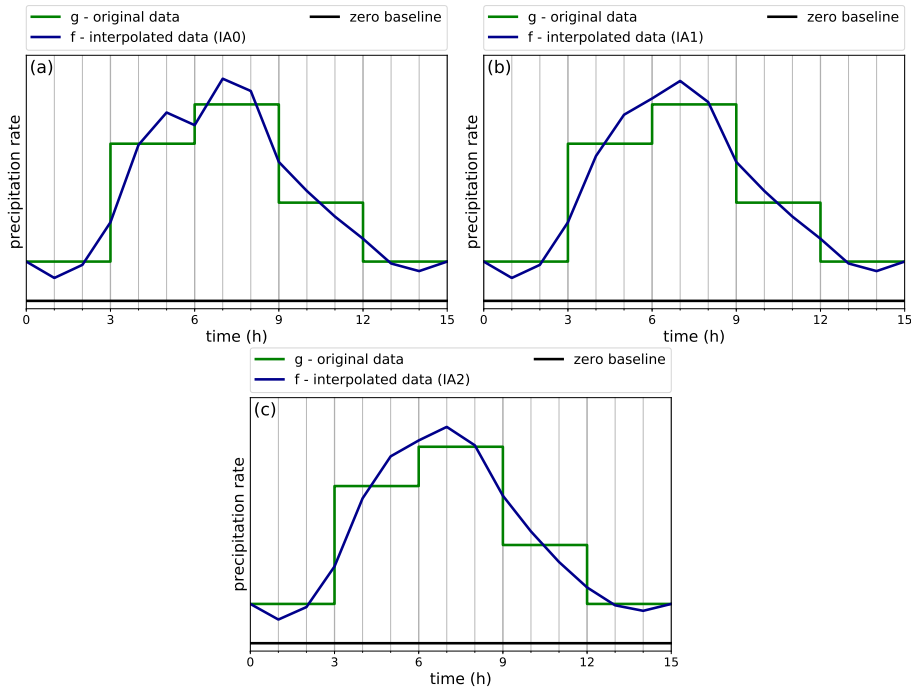 g - original data zero baseline
f - interpolated data (IA0)
(a)
precipitation rate
0 3 6 9 12 15
time (h)
g - original data zero baseline
f - interpolated data (IA1)
(b)
precipitation rate
0 3 6 9 12 15
time (h)
g - original data zero baseline
f - interpolated data (IA2)
(c)
precipitation rate
0 3 6 9 12 15
time (h)